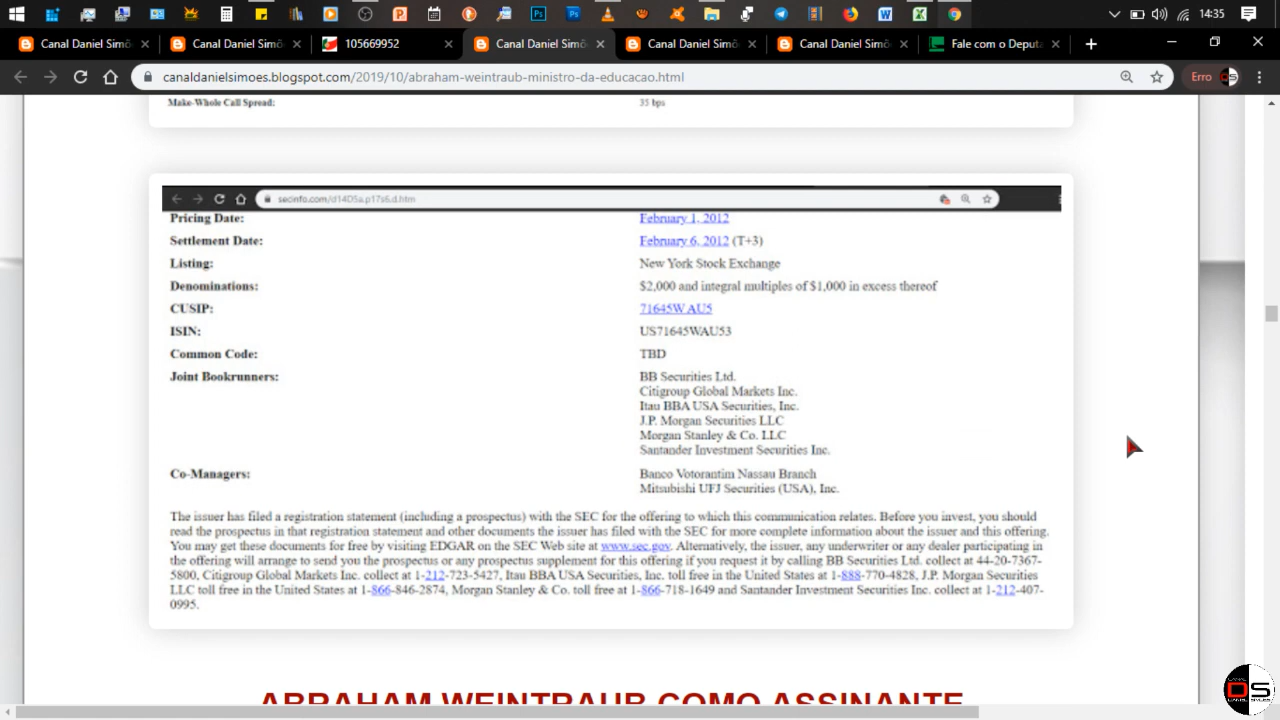 14:35
Canal Daniel Simõ
Canal Daniel Simõ
105669952
Canal Daniel Simõ
Canal Daniel Simõ
Canal Daniel Simõ
Fale com o Deputa
canaldanielsimoes.blogspot.com/2019/10/abraham-weintraub-ministro-da-educacao.html
Erro
Make-Whole Call Spread: 35 bps
secinfo.com/d14D5a.p17s6.d.htm
Pricing Date: February 1, 2012
Settlement Date: February 6, 2012 (T+3)
Listing: New York Stock Exchange
Denominations: $2,000 and integral multiples of $1,000 in excess thereof
CUSIP: 71645WAU5
ISIN: US71645WAU53
Common Code: TBD
Joint Bookrunners: BB Securities Ltd.
Citigroup Global Markets Inc.
Itau BBA USA Securities, Inc.
J.P. Morgan Securities LLC
Morgan Stanley & Co. LLC
Santander Investment Securities Inc.
Co-Managers: Banco Votorantim Nassau Branch
Mitsubishi UFJ Securities (USA), Inc.
The issuer has filed a registration statement (including a prospectus) with the SEC for the offering to which this communication relates. Before you invest, you should
read the prospectus in that registration statement and other documents the issuer has filed with the SEC for more complete information about the issuer and this offering.
You may get these documents for free by visiting EDGAR on the SEC Web site at www.sec.gov. Alternatively, the issuer, any underwriter or any dealer participating in
the offering will arrange to send you the prospectus or any prospectus supplement for this offering if you request it by calling BB Securities Ltd. collect at 44-20-7367-
5800, Citigroup Global Markets Inc. collect at 1-212-723-5427, Itau BBA USA Securities, Inc. toll free in the United States at 1-888-770-4828, J.P. Morgan Securities
LLC toll free in the United States at 1-866-846-2874, Morgan Stanley & Co. toll free at 1-866-718-1649 and Santander Investment Securities Inc. collect at 1-212-407-
0995.
ABRAHAM WEINTRAUB COMO ASSINANTE
CANAL
DS
DANIEL SIMÕES